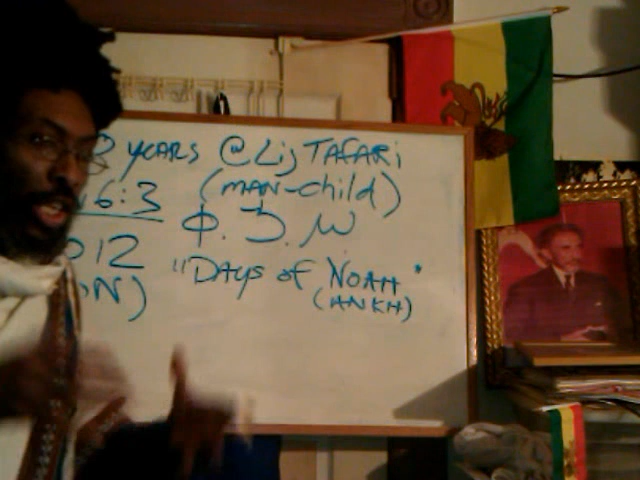 YEARS @Lij TAFARi
6:3 (MAN-child)
ቀ. ኃ. ሥ
012 "DAYS of NOAH"
N) (ANKH)